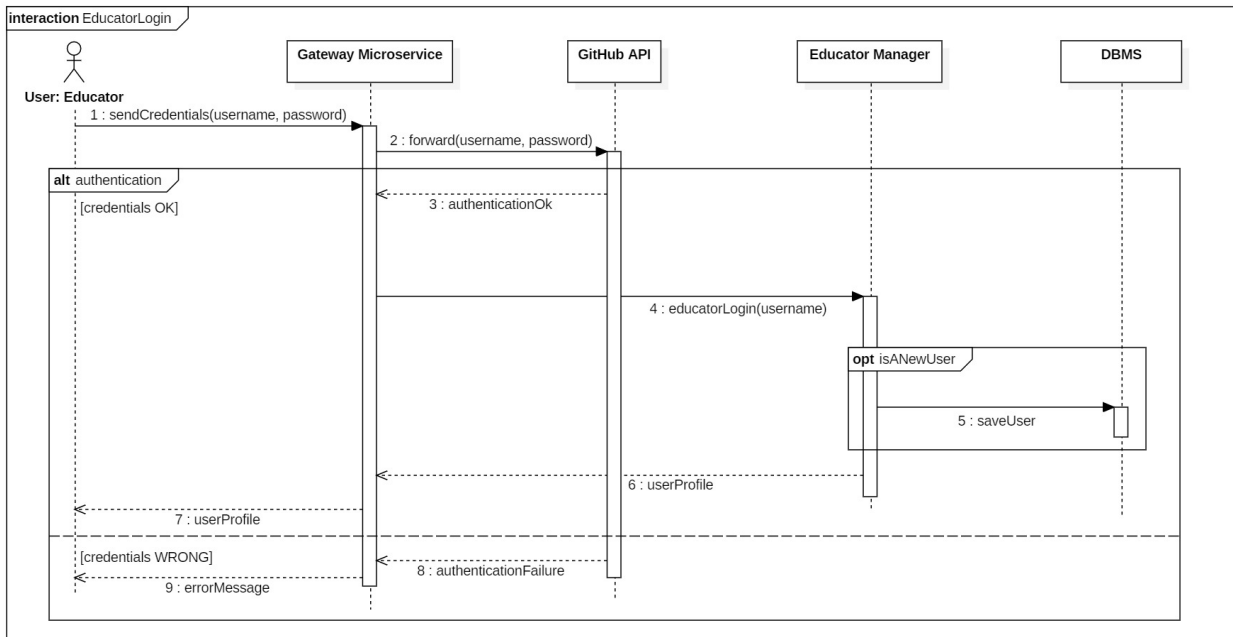 interaction EducatorLogin
Gateway Microservice
GitHub API
Educator Manager
DBMS
User: Educator
1 : sendCredentials(username, password)
2 : forward(username, password)
alt authentication
[credentials OK]
3 : authenticationOk
4 : educatorLogin(username)
opt isANewUser
5 : saveUser
6 : userProfile
7 : userProfile
[credentials WRONG]
8 : authenticationFailure
9 : errorMessage